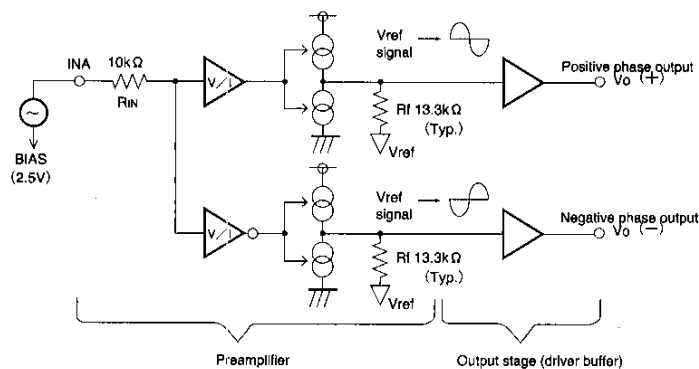 INA
10kΩ
RIN
BIAS
(2.5V)
V/I
Vref
signal
Rf 13.3kΩ
(Typ.)
Vref
Positive phase output
Vo (+)
V/I
Vref
signal
Rf 13.3kΩ
(Typ.)
Vref
Negative phase output
Vo (−)
Preamplifier
Output stage (driver buffer)